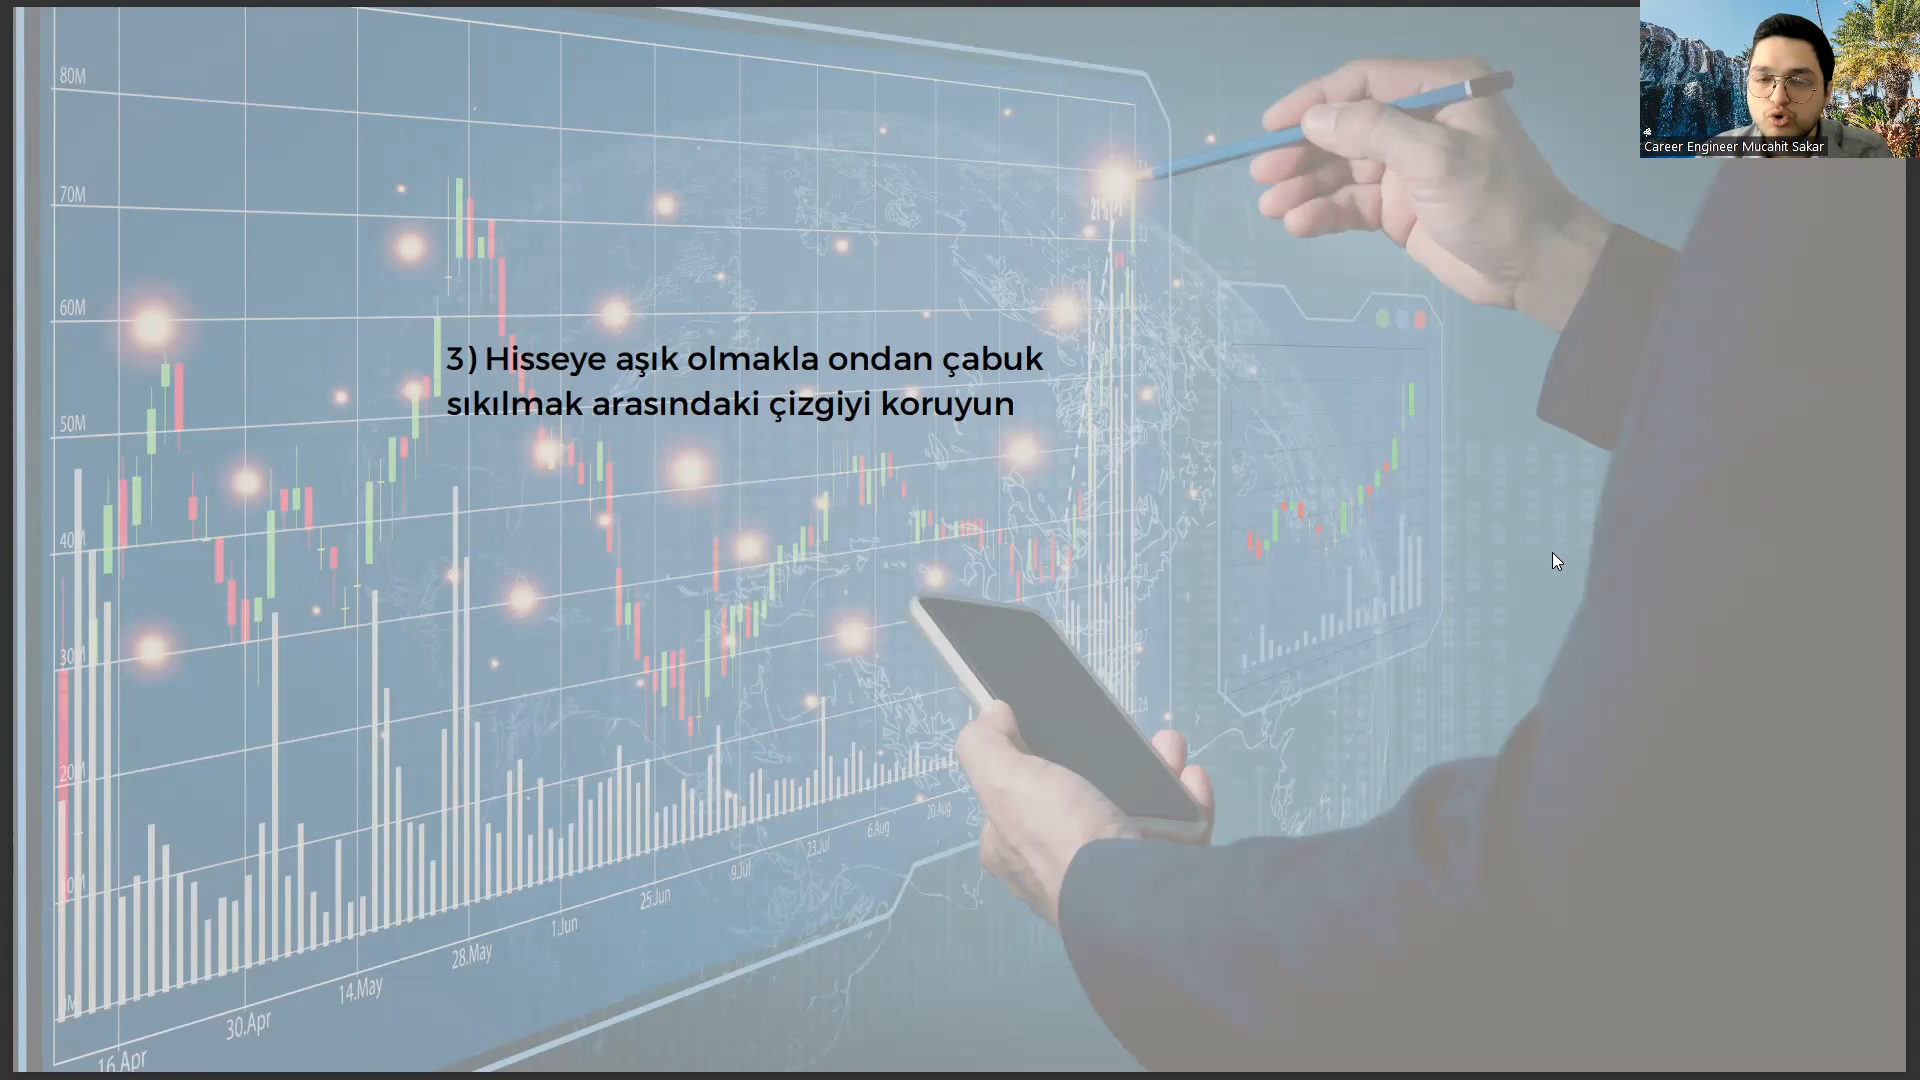 Career Engineer Mucahit Sakar
80M
70M
60M
50M
40M
30M
20M
3) Hisseye aşık olmakla ondan çabuk
sıkılmak arasındaki çizgiyi koruyun
16.Apr
30.Apr
14.May
28.May
1.Jun
25.Jun
9.Jul
23.Jul
6.Aug
20.Aug